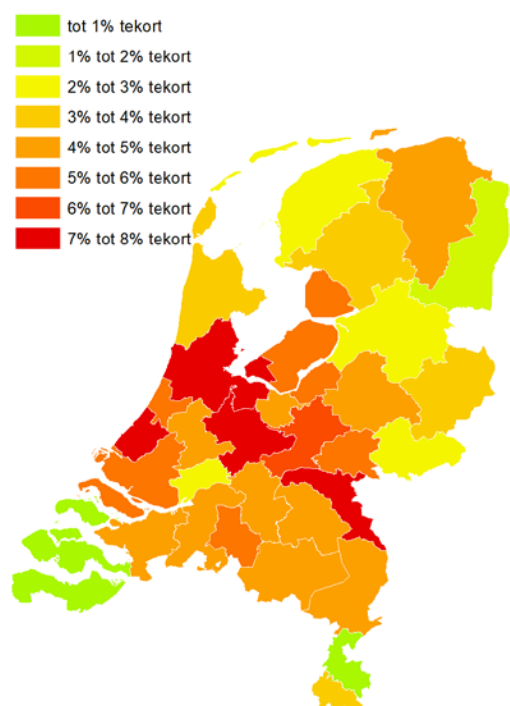 tot 1% tekort
1% tot 2% tekort
2% tot 3% tekort
3% tot 4% tekort
4% tot 5% tekort
5% tot 6% tekort
6% tot 7% tekort
7% tot 8% tekort